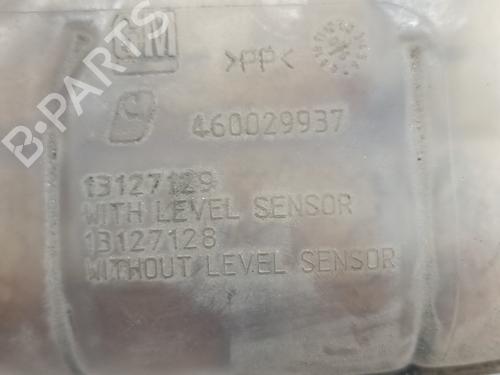 GM >PP<
460029937
13127129
WITH LEVEL SENSOR
13127128
WITHOUT LEVEL SENSOR
B-PARTS